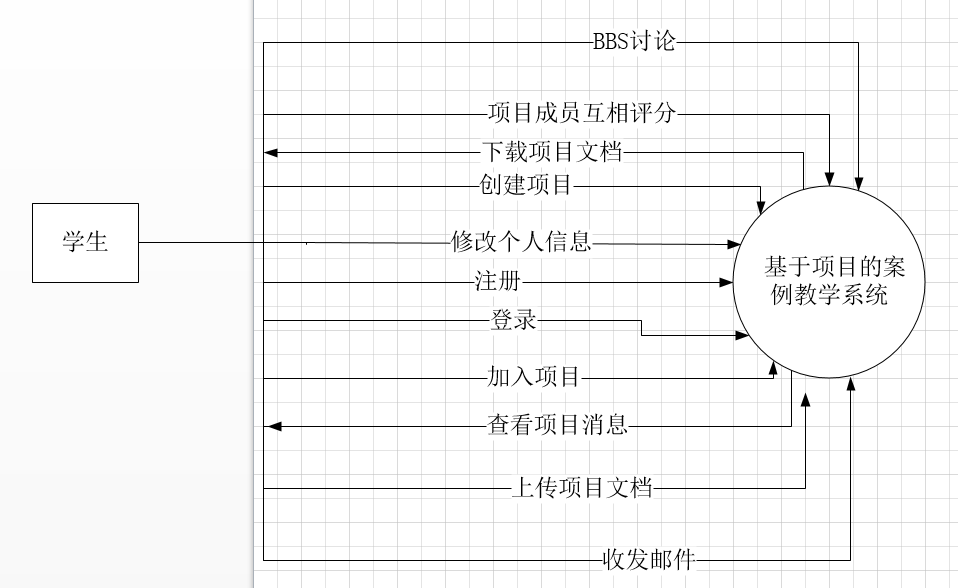 BBS讨论
项目成员互相评分
下载项目文档
创建项目
学生
修改个人信息
基于项目的案
例教学系统
注册
登录
加入项目
查看项目消息
上传项目文档
收发邮件